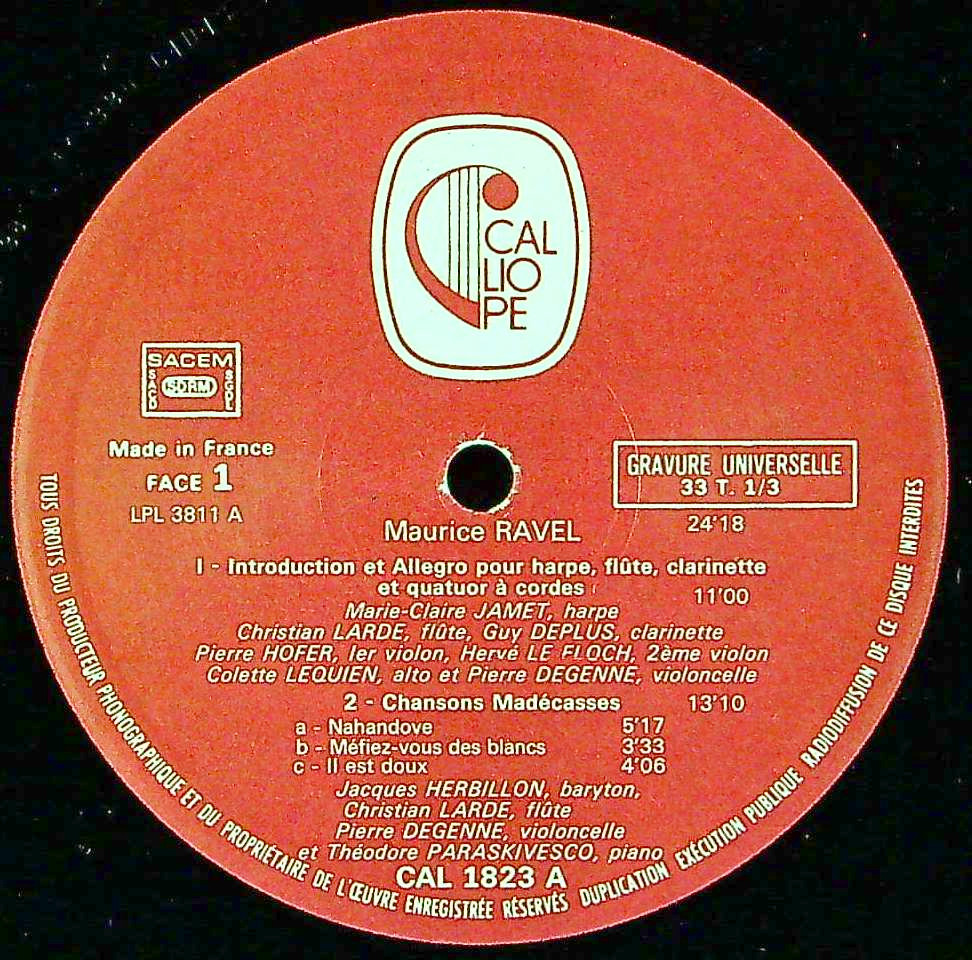 CAL
LIO
PE
SACEM
SACD
SDRM
SGDL
Made in France
FACE 1
LPL 3811 A
GRAVURE UNIVERSELLE
33 T. 1/3
24'18
Maurice RAVEL
I - Introduction et Allegro pour harpe, flûte, clarinette
et quatuor à cordes 11'00
Marie-Claire JAMET, harpe
Christian LARDE, flûte, Guy DEPLUS, clarinette
Pierre HOFER, Ier violon, Hervé LE FLOCH, 2ème violon
Colette LEQUIEN, alto et Pierre DEGENNE, violoncelle
2 - Chansons Madécasses 13'10
a - Nahandove 5'17
b - Méfiez-vous des blancs 3'33
c - Il est doux 4'06
Jacques HERBILLON, baryton,
Christian LARDE, flûte
Pierre DEGENNE, violoncelle
et Théodore PARASKIVESCO, piano
CAL 1823 A
TOUS DROITS DU PRODUCTEUR PHONOGRAPHIQUE ET DU PROPRIÉTAIRE DE L'ŒUVRE ENREGISTRÉE RÉSERVÉS DUPLICATION EXÉCUTION PUBLIQUE RADIODIFFUSION DE CE DISQUE INTERDITES